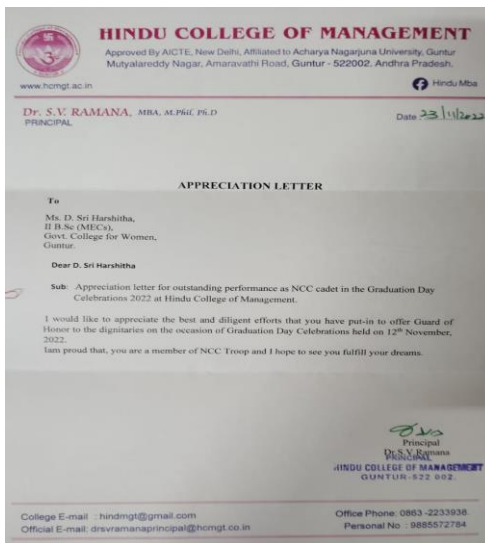 HINDU COLLEGE OF MANAGEMENT
Approved By AICTE, New Delhi, Affiliated to Acharya Nagarjuna University, Guntur
Mutyalareddy Nagar, Amaravathi Road, Guntur - 522002. Andhra Pradesh.
www.hcmgt.ac.in
Hindu Mba
Dr. S.V. RAMANA, MBA, M.Phil, Ph.D
PRINCIPAL
Date 23/11/2022
APPRECIATION LETTER
To
Ms. D. Sri Harshitha,
II B.Sc (MECs),
Govt. College for Women,
Guntur.
Dear D. Sri Harshitha
Sub: Appreciation letter for outstanding performance as NCC cadet in the Graduation Day
Celebrations 2022 at Hindu College of Management.
I would like to appreciate the best and diligent efforts that you have put-in to offer Guard of
Honor to the dignitaries on the occasion of Graduation Day Celebrations held on 12th November,
2022.
Iam proud that, you are a member of NCC Troop and I hope to see you fulfill your dreams.
Principal
Dr.S.V.Ramana
PRINCIPAL
HINDU COLLEGE OF MANAGEMENT
GUNTUR-522 002.
College E-mail : hindmgt@gmail.com
Official E-mail: drsvramanaprincipal@hcmgt.co.in
Office Phone: 0863 -2233936.
Personal No : 9885572784